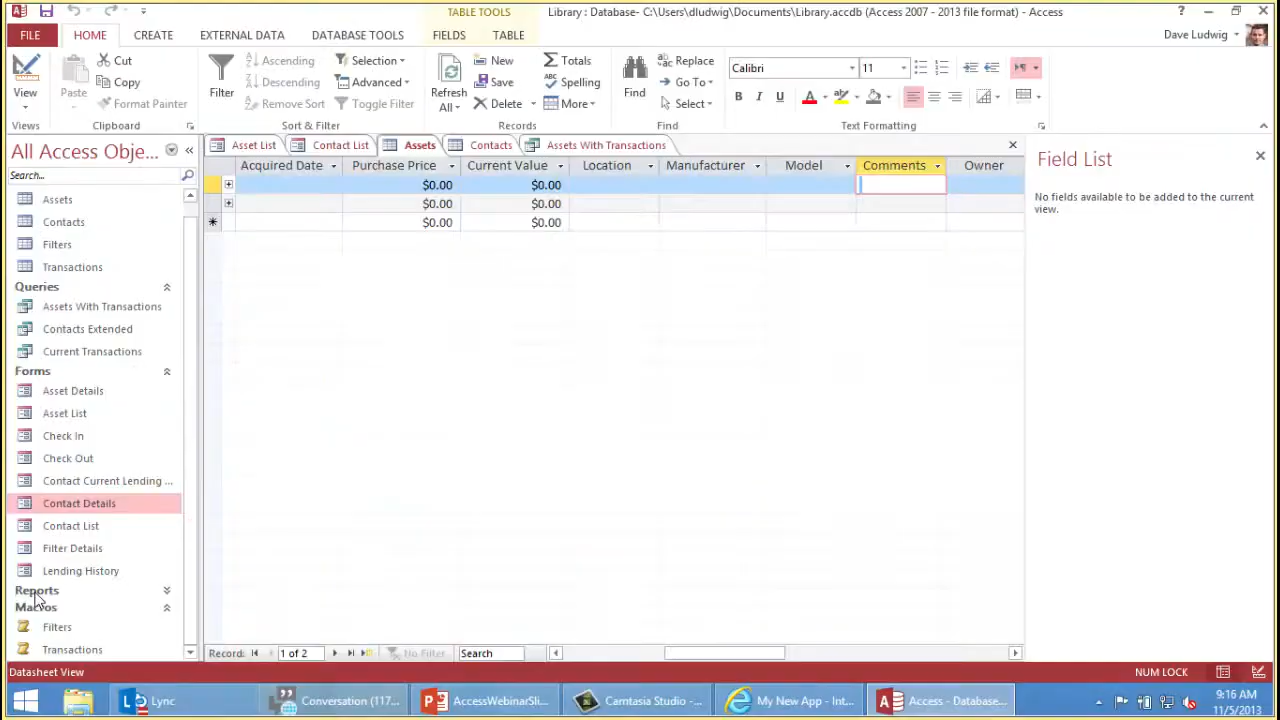 TABLE TOOLS
Library : Database- C:\Users\dludwig\Documents\Library.accdb (Access 2007 - 2013 file format) - Access
?
FILE HOME CREATE EXTERNAL DATA DATABASE TOOLS FIELDS TABLE
Dave Ludwig
View
Views
Paste
Cut
Copy
Format Painter
Clipboard
Filter
Ascending
Descending
Remove Sort
Selection
Advanced
Toggle Filter
Sort & Filter
Refresh
All
New
Save
Delete
Totals
Spelling
More
Records
Find
Replace
Go To
Select
Find
Calibri 11
B I U A
Text Formatting
All Access Obje...
Search...
Assets
Contacts
Filters
Transactions
Queries
Assets With Transactions
Contacts Extended
Current Transactions
Forms
Asset Details
Asset List
Check In
Check Out
Contact Current Lending ...
Contact Details
Contact List
Filter Details
Lending History
Reports
Macros
Filters
Transactions
Asset List Contact List Assets Contacts Assets With Transactions
Acquired Date Purchase Price Current Value Location Manufacturer Model Comments Owner
$0.00 $0.00
$0.00 $0.00
$0.00 $0.00
Field List
No fields available to be added to the current
view.
Record: 1 of 2 No Filter Search
Datasheet View
NUM LOCK
Lync
Conversation (117...
AccessWebinarSli...
Camtasia Studio - ...
My New App - Int...
Access - Database...
9:16 AM
11/5/2013